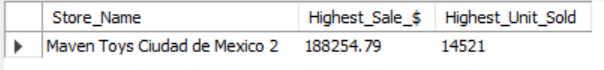 Store_Name Highest_Sale_$ Highest_Unit_Sold
Maven Toys Ciudad de Mexico 2 188254.79 14521